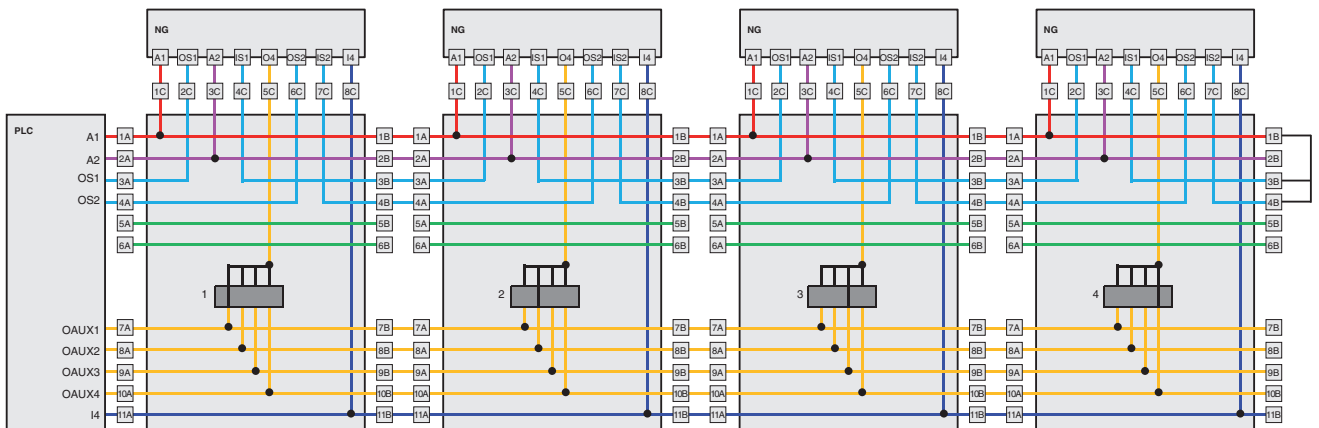 NG NG NG NG
A1 OS1 A2 IS1 O4 OS2 IS2 I4 A1 OS1 A2 IS1 O4 OS2 IS2 I4 A1 OS1 A2 IS1 O4 OS2 IS2 I4 A1 OS1 A2 IS1 O4 OS2 IS2 I4
1C 2C 3C 4C 5C 6C 7C 8C 1C 2C 3C 4C 5C 6C 7C 8C 1C 2C 3C 4C 5C 6C 7C 8C 1C 2C 3C 4C 5C 6C 7C 8C
PLC
A1 1A 1B 1A 1B 1A 1B 1A 1B
A2 2A 2B 2A 2B 2A 2B 2A 2B
OS1 3A 3B 3A 3B 3A 3B 3A 3B
OS2 4A 4B 4A 4B 4A 4B 4A 4B
5A 5B 5A 5B 5A 5B 5A 5B
6A 6B 6A 6B 6A 6B 6A 6B
1 2 3 4
OAUX1 7A 7B 7A 7B 7A 7B 7A 7B
OAUX2 8A 8B 8A 8B 8A 8B 8A 8B
OAUX3 9A 9B 9A 9B 9A 9B 9A 9B
OAUX4 10A 10B 10A 10B 10A 10B 10A 10B
I4 11A 11B 11A 11B 11A 11B 11A 11B